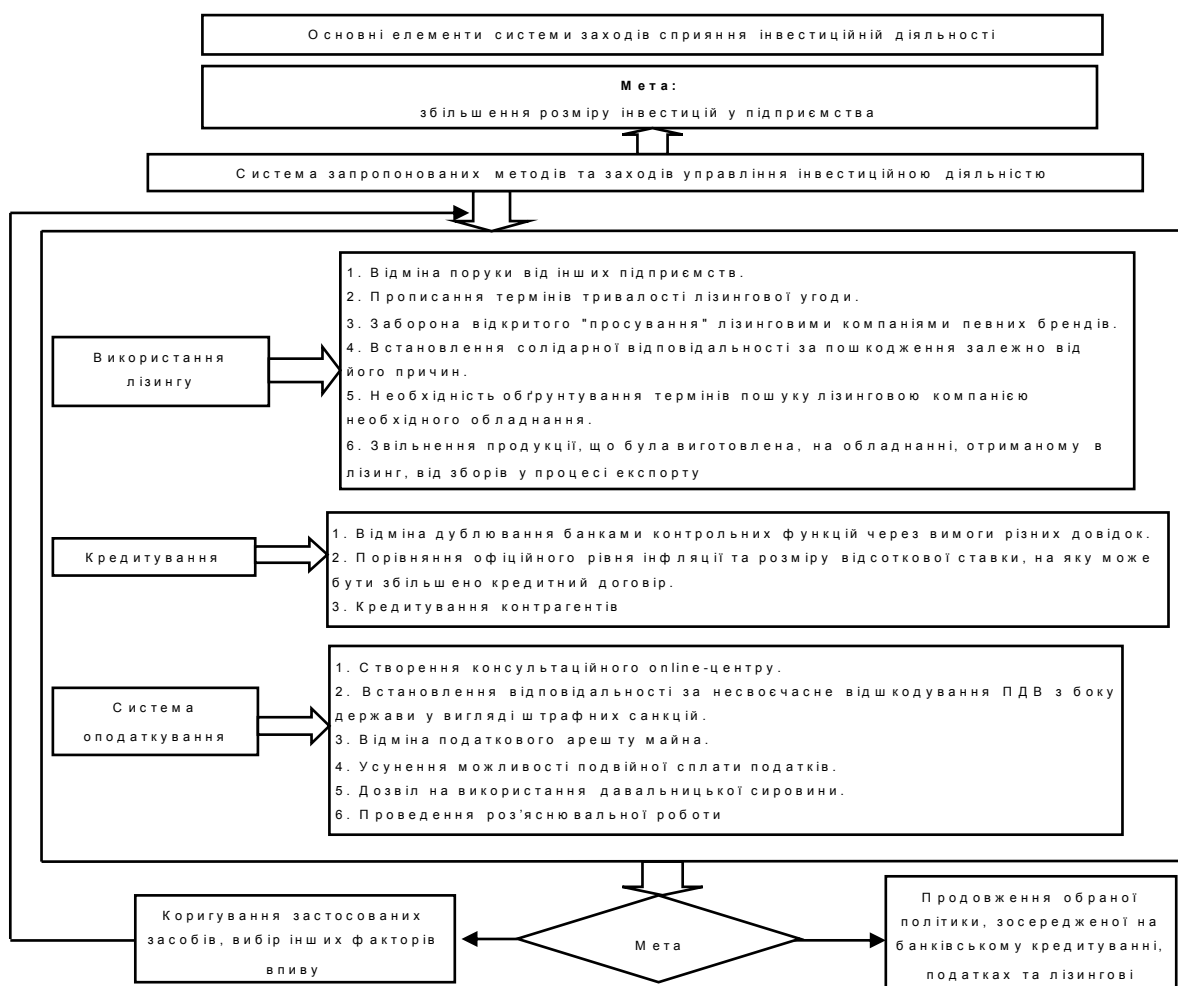 Основні елементи системи заходів сприяння інвестиційній діяльності
Мета:
збільшення розміру інвестицій у підприємства
Система запропонованих методів та заходів управління інвестиційною діяльністю
Використання
лізингу
1. Відміна поруки від інших підприємств.
2. Прописання термінів тривалості лізингової угоди.
3. Заборона відкритого "просування" лізинговими компаніями певних брендів.
4. Встановлення солідарної відповідальності за пошкодження залежно від
його причин.
5. Необхідність обґрунтування термінів пошуку лізинговою компанією
необхідного обладнання.
6. Звільнення продукції, що була виготовлена, на обладнанні, отриманому в
лізинг, від зборів у процесі експорту
Кредитування
1. Відміна дублювання банками контрольних функцій через вимоги різних довідок.
2. Порівняння офіційного рівня інфляції та розміру відсоткової ставки, на яку може
бути збільшено кредитний договір.
3. Кредитування контрагентів
Система
оподаткування
1. Створення консультаційного online-центру.
2. Встановлення відповідальності за несвоєчасне відшкодування ПДВ з боку
держави у вигляді штрафних санкцій.
3. Відміна податкового арешту майна.
4. Усунення можливості подвійної сплати податків.
5. Дозвіл на використання давальницької сировини.
6. Проведення роз’яснювальної роботи
Коригування застосованих
засобів, вибір інших факторів
впиву
Мета
Продовження обраної
політики, зосередженої на
банківському кредитуванні,
податках та лізингові